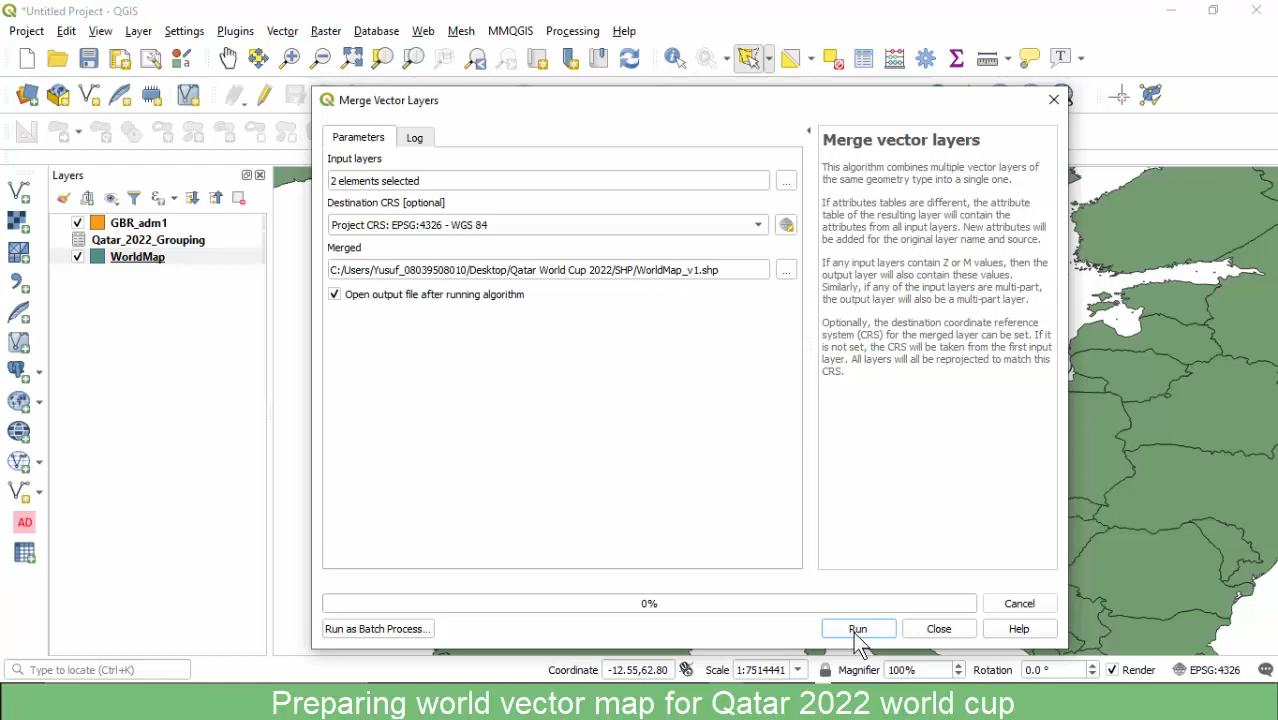 *Untitled Project - QGIS
Project Edit View Layer Settings Plugins Vector Raster Database Web Mesh MMQGIS Processing Help
Merge Vector Layers
Parameters
Log
Input layers
2 elements selected
...
Destination CRS [optional]
Project CRS: EPSG:4326 - WGS 84
Merged
C:/Users/Yusuf_08039508010/Desktop/Qatar World Cup 2022/SHP/WorldMap_v1.shp
...
Open output file after running algorithm
0%
Cancel
Run as Batch Process...
Run
Close
Help
Merge vector layers
This algorithm combines multiple vector layers of
the same geometry type into a single one.
If attributes tables are different, the attribute
table of the resulting layer will contain the
attributes from all input layers. New attributes will
be added for the original layer name and source.
If any input layers contain Z or M values, then the
output layer will also contain these values.
Similarly, if any of the input layers are multi-part,
the output layer will also be a multi-part layer.
Optionally, the destination coordinate reference
system (CRS) for the merged layer can be set. If it
is not set, the CRS will be taken from the first input
layer. All layers will all be reprojected to match this
CRS.
Layers
GBR_adm1
Qatar_2022_Grouping
WorldMap
AD
Type to locate (Ctrl+K)
Coordinate -12.55,62.80
Scale 1:7514441
Magnifier 100%
Rotation 0.0 °
Render
EPSG:4326
Preparing world vector map for Qatar 2022 world cup